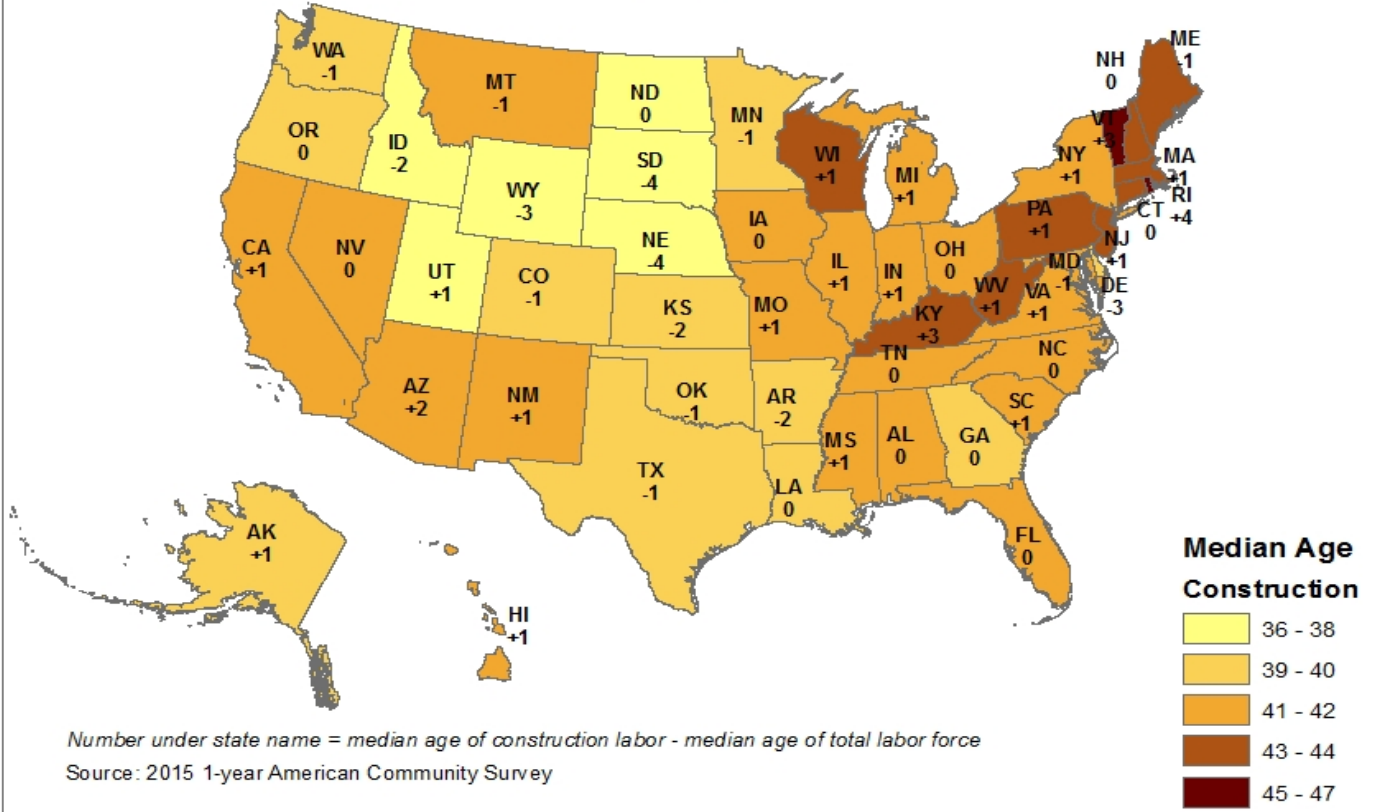 WA
-1
MT
-1
ND
0
MN
-1
OR
0
ID
-2
SD
-4
WY
-3
WI
+1
MI
+1
NY
+1
VT
+3
NH
0
ME
-1
MA
+1
RI
+4
CT
0
CA
+1
NV
0
UT
+1
CO
-1
NE
-4
IA
0
IL
+1
IN
+1
OH
0
PA
+1
NJ
+1
MD
-1
DE
-3
WV
+1
VA
+1
KS
-2
MO
+1
KY
+3
TN
0
NC
0
AZ
+2
NM
+1
OK
-1
AR
-2
SC
+1
MS
+1
AL
0
GA
0
TX
-1
LA
0
FL
0
AK
+1
HI
+1
Median Age
Construction
36 - 38
39 - 40
41 - 42
43 - 44
45 - 47
Number under state name = median age of construction labor - median age of total labor force
Source: 2015 1-year American Community Survey